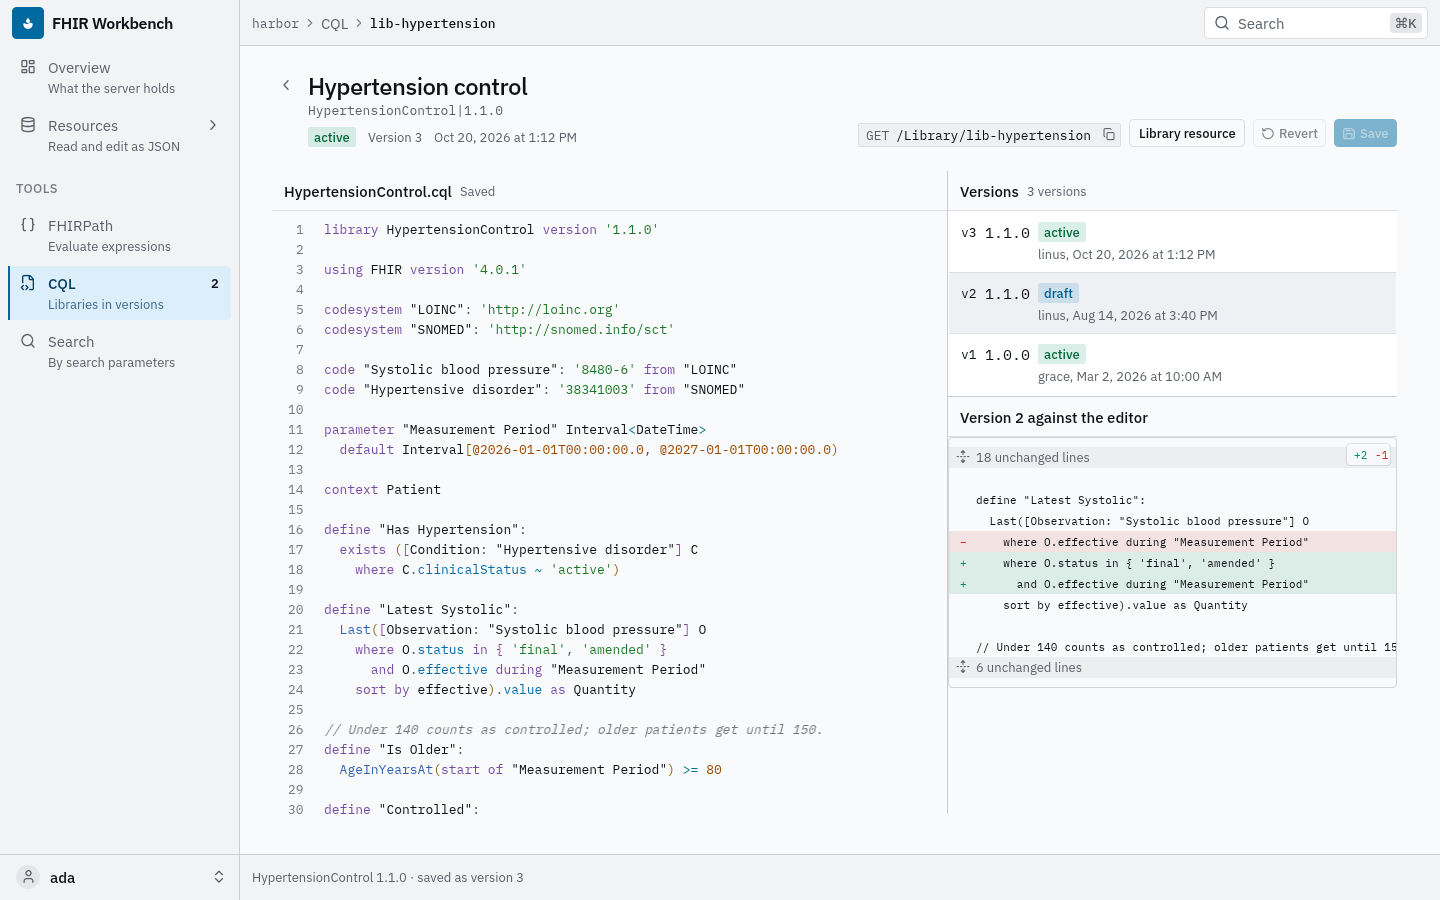 FHIR Workbench
harbor > CQL > lib-hypertension
Search ⌘K
Overview
What the server holds
Resources
Read and edit as JSON
TOOLS
FHIRPath
Evaluate expressions
CQL 2
Libraries in versions
Search
By search parameters
ada
Hypertension control
HypertensionControl|1.1.0
active Version 3 Oct 20, 2026 at 1:12 PM
GET /Library/lib-hypertension
Library resource
Revert
Save
HypertensionControl.cql Saved
1 library HypertensionControl version '1.1.0'
2
3 using FHIR version '4.0.1'
4
5 codesystem "LOINC": 'http://loinc.org'
6 codesystem "SNOMED": 'http://snomed.info/sct'
7
8 code "Systolic blood pressure": '8480-6' from "LOINC"
9 code "Hypertensive disorder": '38341003' from "SNOMED"
10
11 parameter "Measurement Period" Interval<DateTime>
12   default Interval[@2026-01-01T00:00:00.0, @2027-01-01T00:00:00.0)
13
14 context Patient
15
16 define "Has Hypertension":
17   exists ([Condition: "Hypertensive disorder"] C
18     where C.clinicalStatus ~ 'active')
19
20 define "Latest Systolic":
21   Last([Observation: "Systolic blood pressure"] O
22     where O.status in { 'final', 'amended' }
23       and O.effective during "Measurement Period"
24     sort by effective).value as Quantity
25
26 // Under 140 counts as controlled; older patients get until 150.
27 define "Is Older":
28   AgeInYearsAt(start of "Measurement Period") >= 80
29
30 define "Controlled":
Versions 3 versions
v3 1.1.0 active
linus, Oct 20, 2026 at 1:12 PM
v2 1.1.0 draft
linus, Aug 14, 2026 at 3:40 PM
v1 1.0.0 active
grace, Mar 2, 2026 at 10:00 AM
Version 2 against the editor
18 unchanged lines +2 -1
define "Latest Systolic":
  Last([Observation: "Systolic blood pressure"] O
−     where O.effective during "Measurement Period"
+     where O.status in { 'final', 'amended' }
+       and O.effective during "Measurement Period"
    sort by effective).value as Quantity
// Under 140 counts as controlled; older patients get until 15
6 unchanged lines
HypertensionControl 1.1.0 · saved as version 3